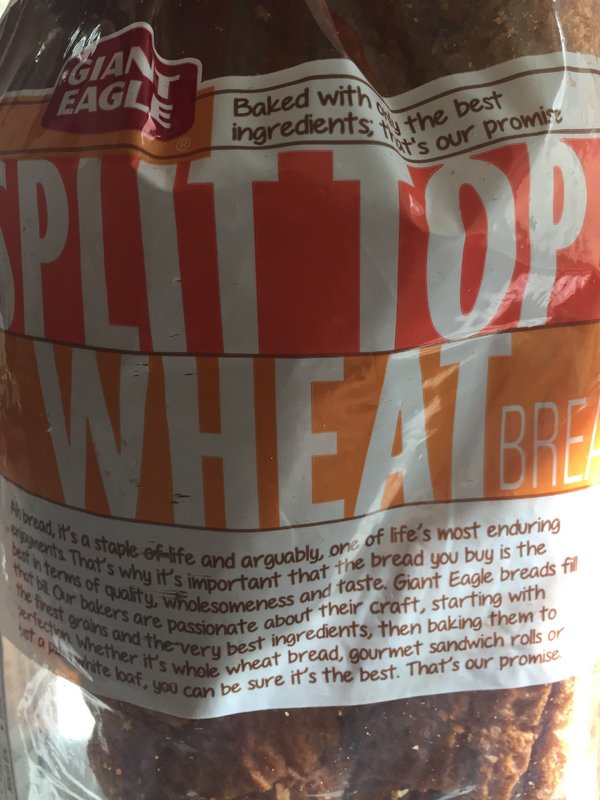 GIANT
EAGLE
®
Baked with only the best
ingredients; that's our promise
SPLIT TOP
WHEAT
BREA
Ah bread, it's a staple of life and arguably, one of life's most enduring
enjoyments. That's why it's important that the bread you buy is the
best in terms of quality, wholesomeness and taste. Giant Eagle breads fill
that bill. Our bakers are passionate about their craft, starting with
the finest grains and the very best ingredients, then baking them to
perfection. Whether it's whole wheat bread, gourmet sandwich rolls or
just a white loaf, you can be sure it's the best. That's our promise.